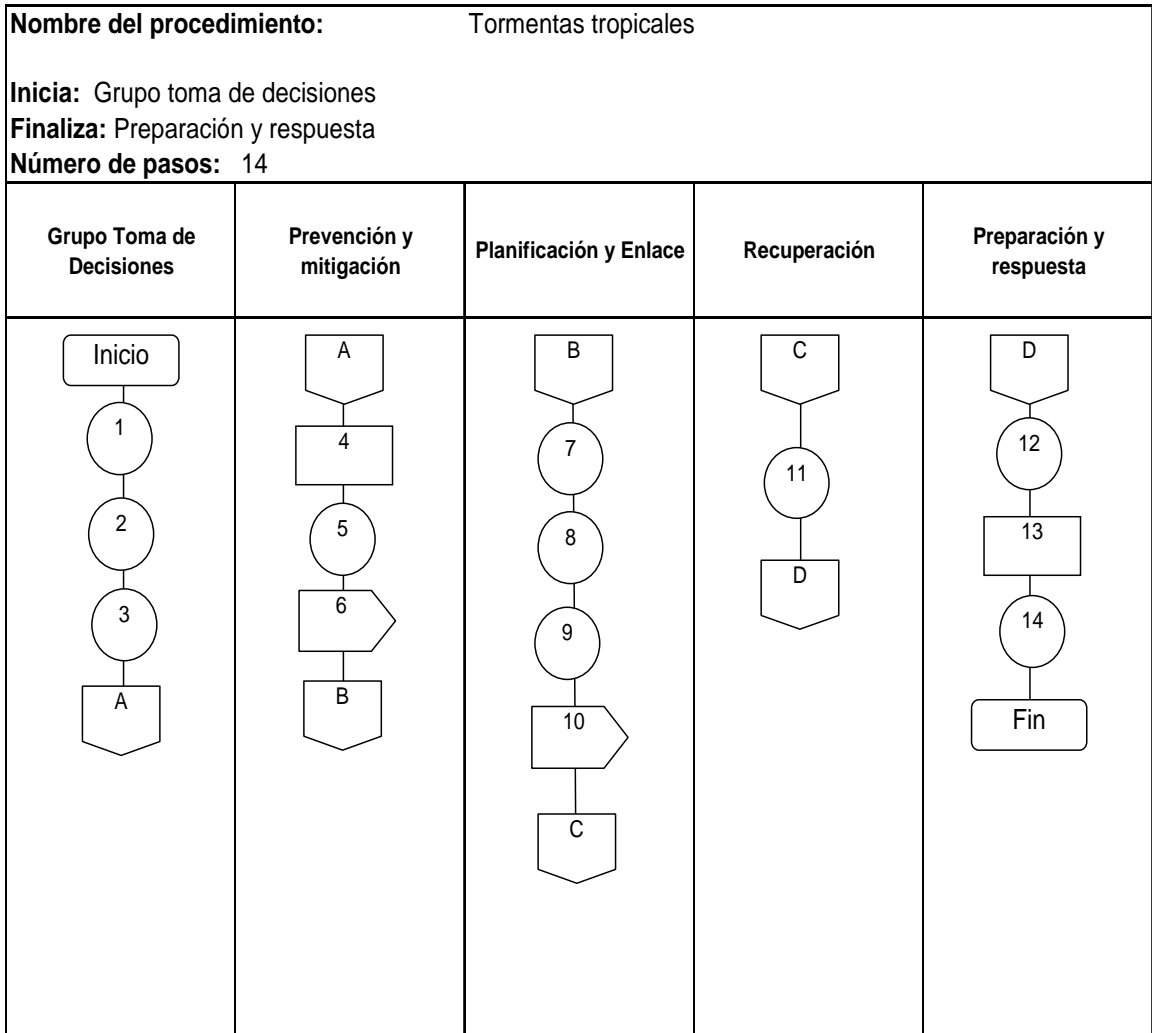 Nombre del procedimiento: Tormentas tropicales
Inicia: Grupo toma de decisiones
Finaliza: Preparación y respuesta
Número de pasos: 14
Grupo Toma de
Decisiones
Prevención y
mitigación
Planificación y Enlace
Recuperación
Preparación y
respuesta
Inicio
1
2
3
A
A
4
5
6
B
B
7
8
9
10
C
C
11
D
D
12
13
14
Fin